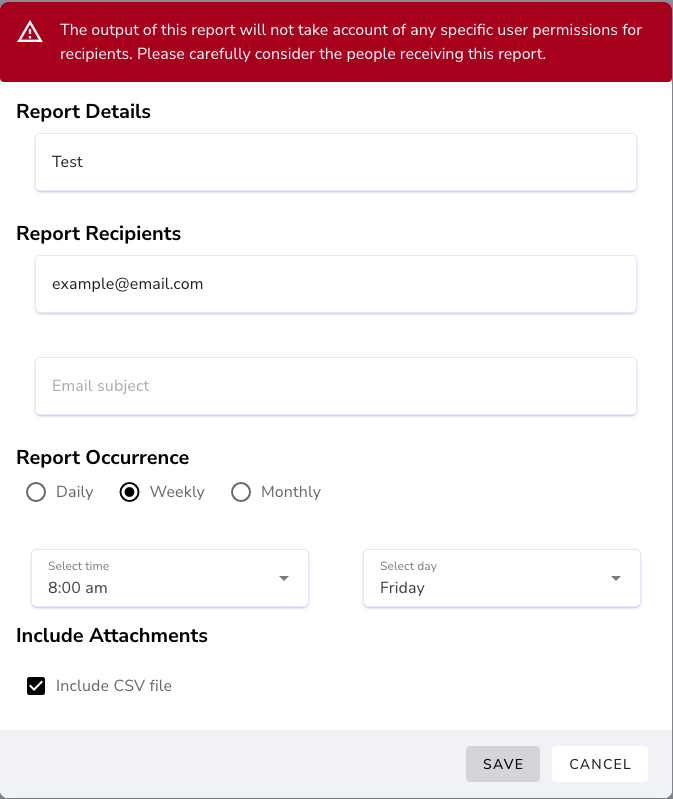 The output of this report will not take account of any specific user permissions for
recipients. Please carefully consider the people receiving this report.
Report Details
Test
Report Recipients
example@email.com
Email subject
Report Occurrence
Daily Weekly Monthly
Select time Select day
8:00 am Friday
Include Attachments
Include CSV file
SAVE CANCEL